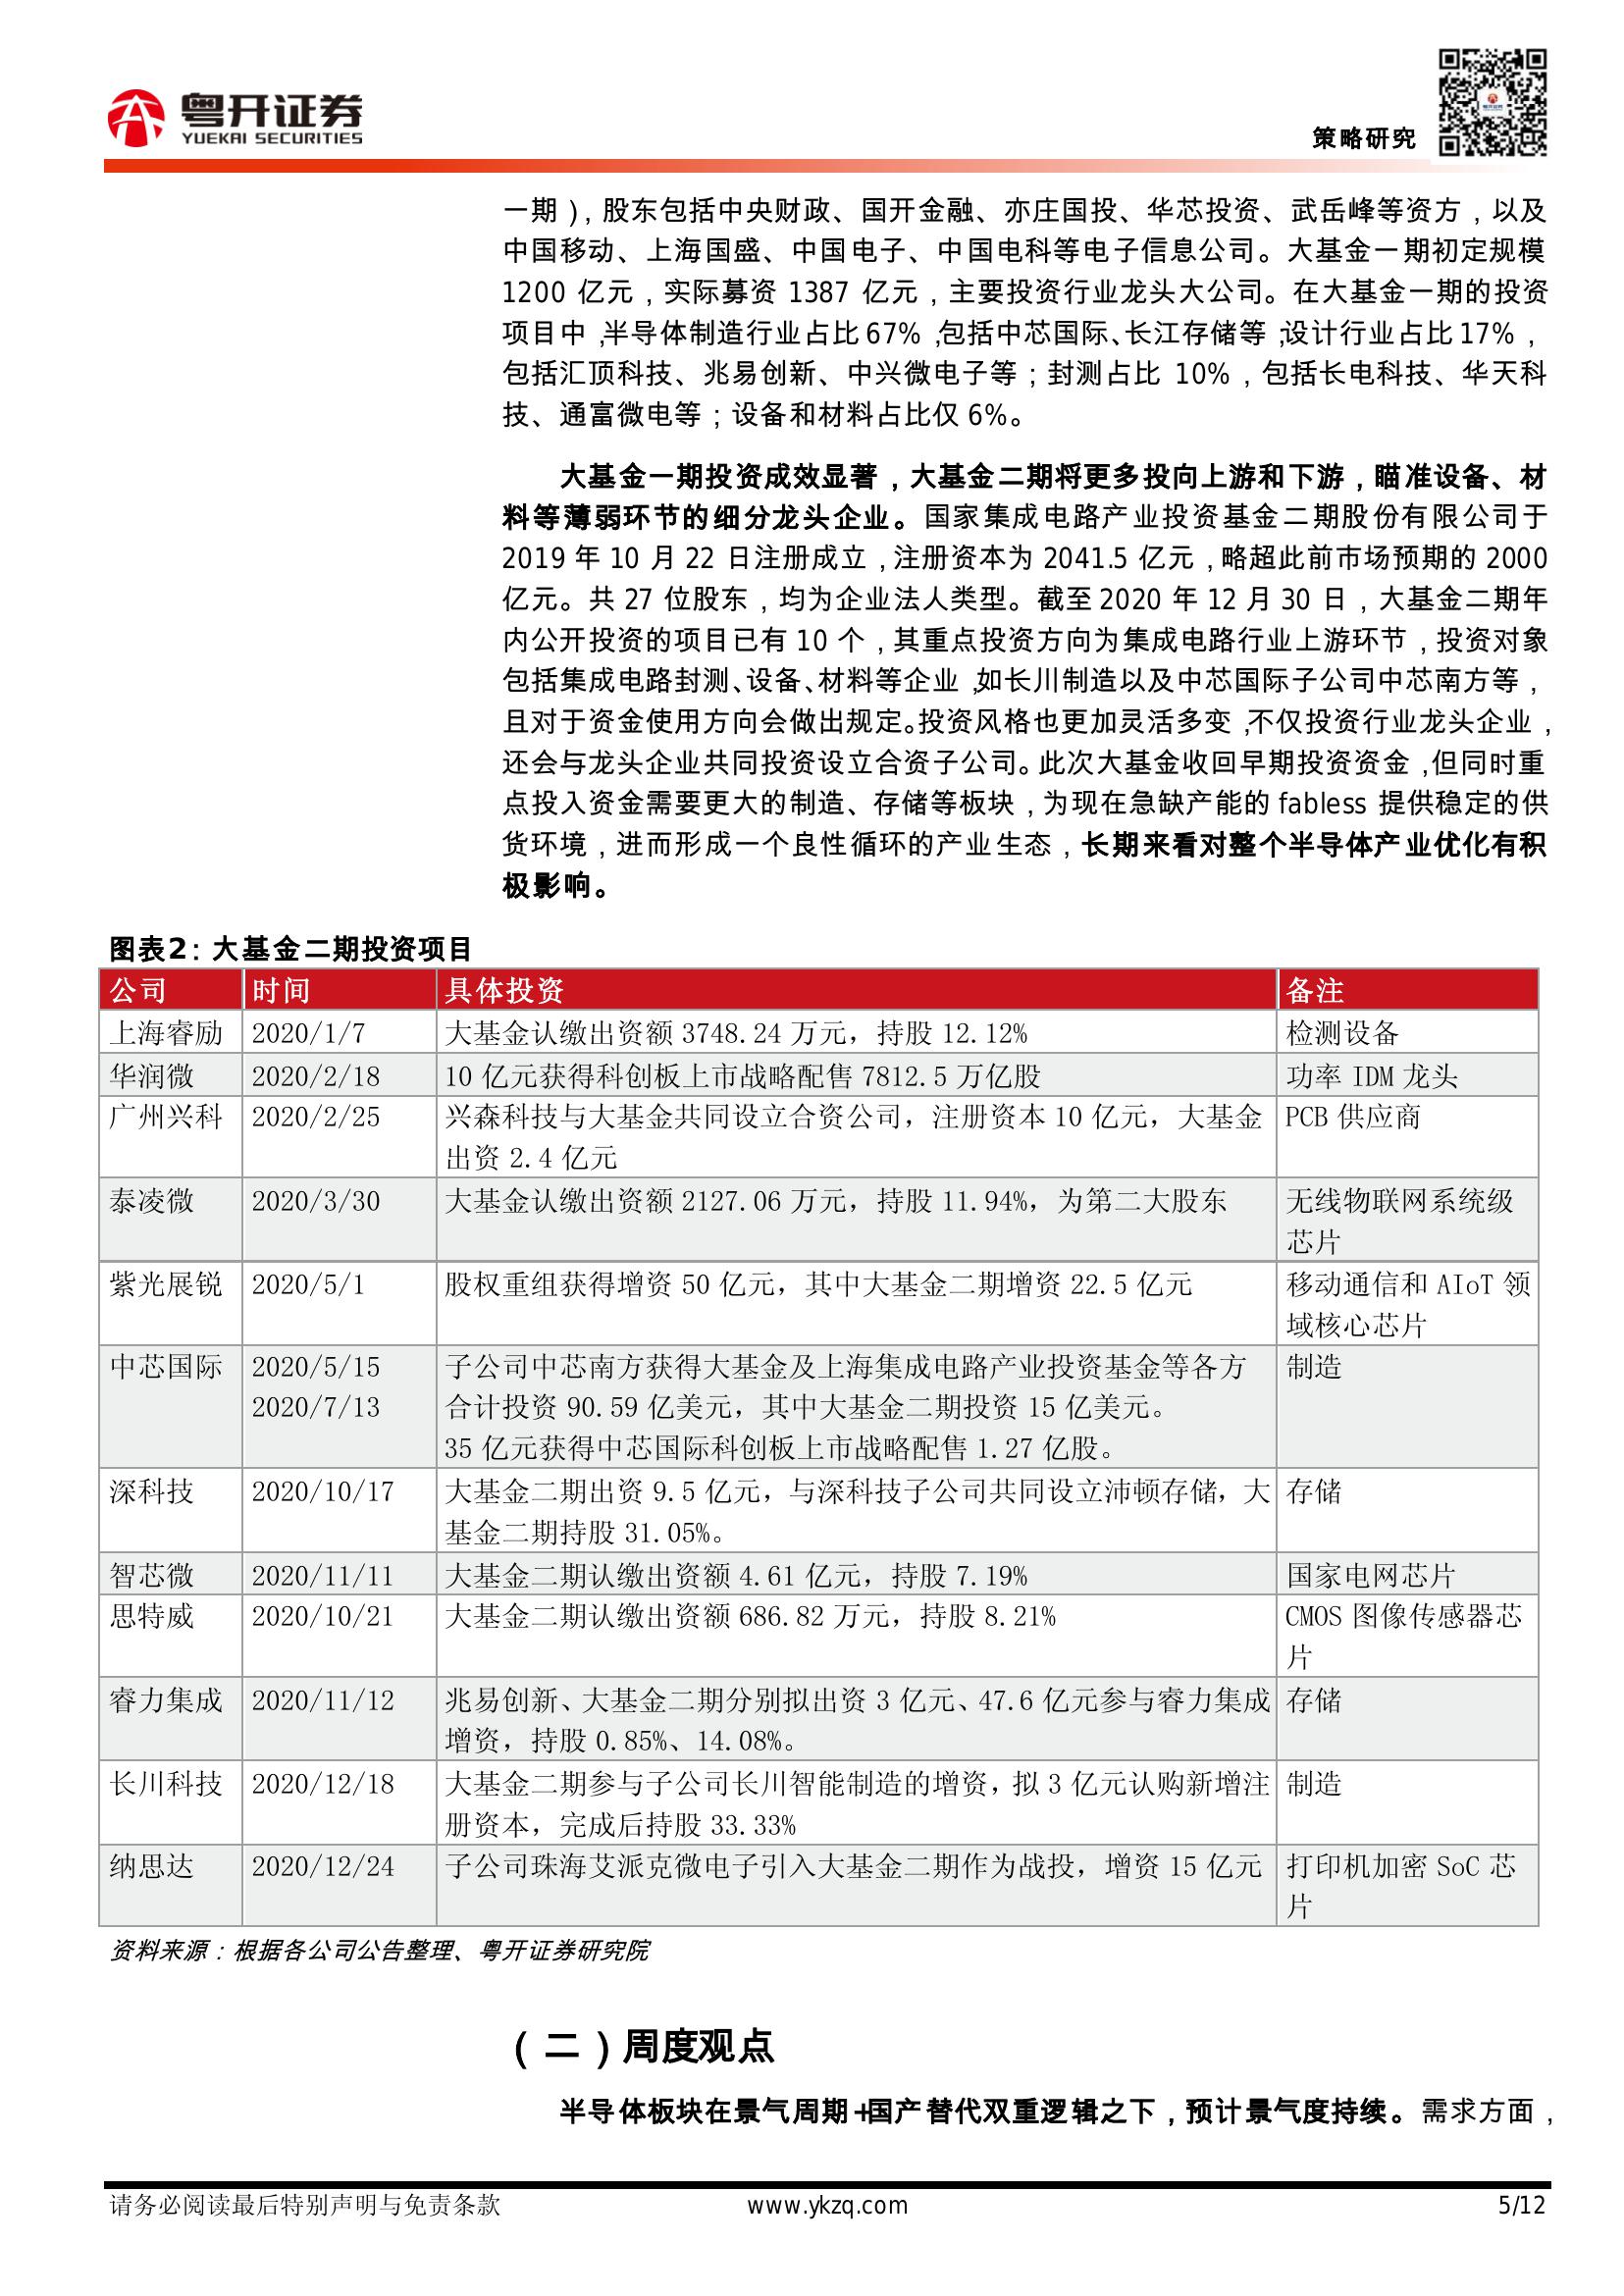 粤开证券
YUEKAI SECURITIES
策略研究
一期），股东包括中央财政、国开金融、亦庄国投、华芯投资、武岳峰等资方，以及
中国移动、上海国盛、中国电子、中国电科等电子信息公司。大基金一期初定规模
1200 亿元，实际募资 1387 亿元，主要投资行业龙头大公司。在大基金一期的投资
项目中，半导体制造行业占比 67%，包括中芯国际、长江存储等，设计行业占比 17%，
包括汇顶科技、兆易创新、中兴微电子等；封测占比 10%，包括长电科技、华天科
技、通富微电等；设备和材料占比仅 6%。
大基金一期投资成效显著，大基金二期将更多投向上游和下游，瞄准设备、材
料等薄弱环节的细分龙头企业。国家集成电路产业投资基金二期股份有限公司于
2019 年 10 月 22 日注册成立，注册资本为 2041.5 亿元，略超此前市场预期的 2000
亿元。共 27 位股东，均为企业法人类型。截至 2020 年 12 月 30 日，大基金二期年
内公开投资的项目已有 10 个，其重点投资方向为集成电路行业上游环节，投资对象
包括集成电路封测、设备、材料等企业，如长川制造以及中芯国际子公司中芯南方等，
且对于资金使用方向会做出规定。投资风格也更加灵活多变，不仅投资行业龙头企业，
还会与龙头企业共同投资设立合资子公司。此次大基金收回早期投资资金，但同时重
点投入资金需要更大的制造、存储等板块，为现在急缺产能的 fabless 提供稳定的供
货环境，进而形成一个良性循环的产业生态，长期来看对整个半导体产业优化有积
极影响。
图表2：大基金二期投资项目
公司 时间 具体投资 备注
上海睿励 2020/1/7 大基金认缴出资额 3748.24 万元，持股 12.12% 检测设备
华润微 2020/2/18 10 亿元获得科创板上市战略配售 7812.5 万亿股 功率 IDM 龙头
广州兴科 2020/2/25 兴森科技与大基金共同设立合资公司，注册资本 10 亿元，大基金 PCB 供应商
出资 2.4 亿元
泰凌微 2020/3/30 大基金认缴出资额 2127.06 万元，持股 11.94%，为第二大股东 无线物联网系统级
芯片
紫光展锐 2020/5/1 股权重组获得增资 50 亿元，其中大基金二期增资 22.5 亿元 移动通信和 AIoT 领
域核心芯片
中芯国际 2020/5/15 子公司中芯南方获得大基金及上海集成电路产业投资基金等各方 制造
2020/7/13 合计投资 90.59 亿美元，其中大基金二期投资 15 亿美元。
35 亿元获得中芯国际科创板上市战略配售 1.27 亿股。
深科技 2020/10/17 大基金二期出资 9.5 亿元，与深科技子公司共同设立沛顿存储，大 存储
基金二期持股 31.05%。
智芯微 2020/11/11 大基金二期认缴出资额 4.61 亿元，持股 7.19% 国家电网芯片
思特威 2020/10/21 大基金二期认缴出资额 686.82 万元，持股 8.21% CMOS 图像传感器芯
片
睿力集成 2020/11/12 兆易创新、大基金二期分别拟出资 3 亿元、47.6 亿元参与睿力集成 存储
增资，持股 0.85%、14.08%。
长川科技 2020/12/18 大基金二期参与子公司长川智能制造的增资，拟 3 亿元认购新增注 制造
册资本，完成后持股 33.33%
纳思达 2020/12/24 子公司珠海艾派克微电子引入大基金二期作为战投，增资 15 亿元 打印机加密 SoC 芯
片
资料来源：根据各公司公告整理、粤开证券研究院
（二）周度观点
半导体板块在景气周期+国产替代双重逻辑之下，预计景气度持续。需求方面，
请务必阅读最后特别声明与免责条款 www.ykzq.com 5/12